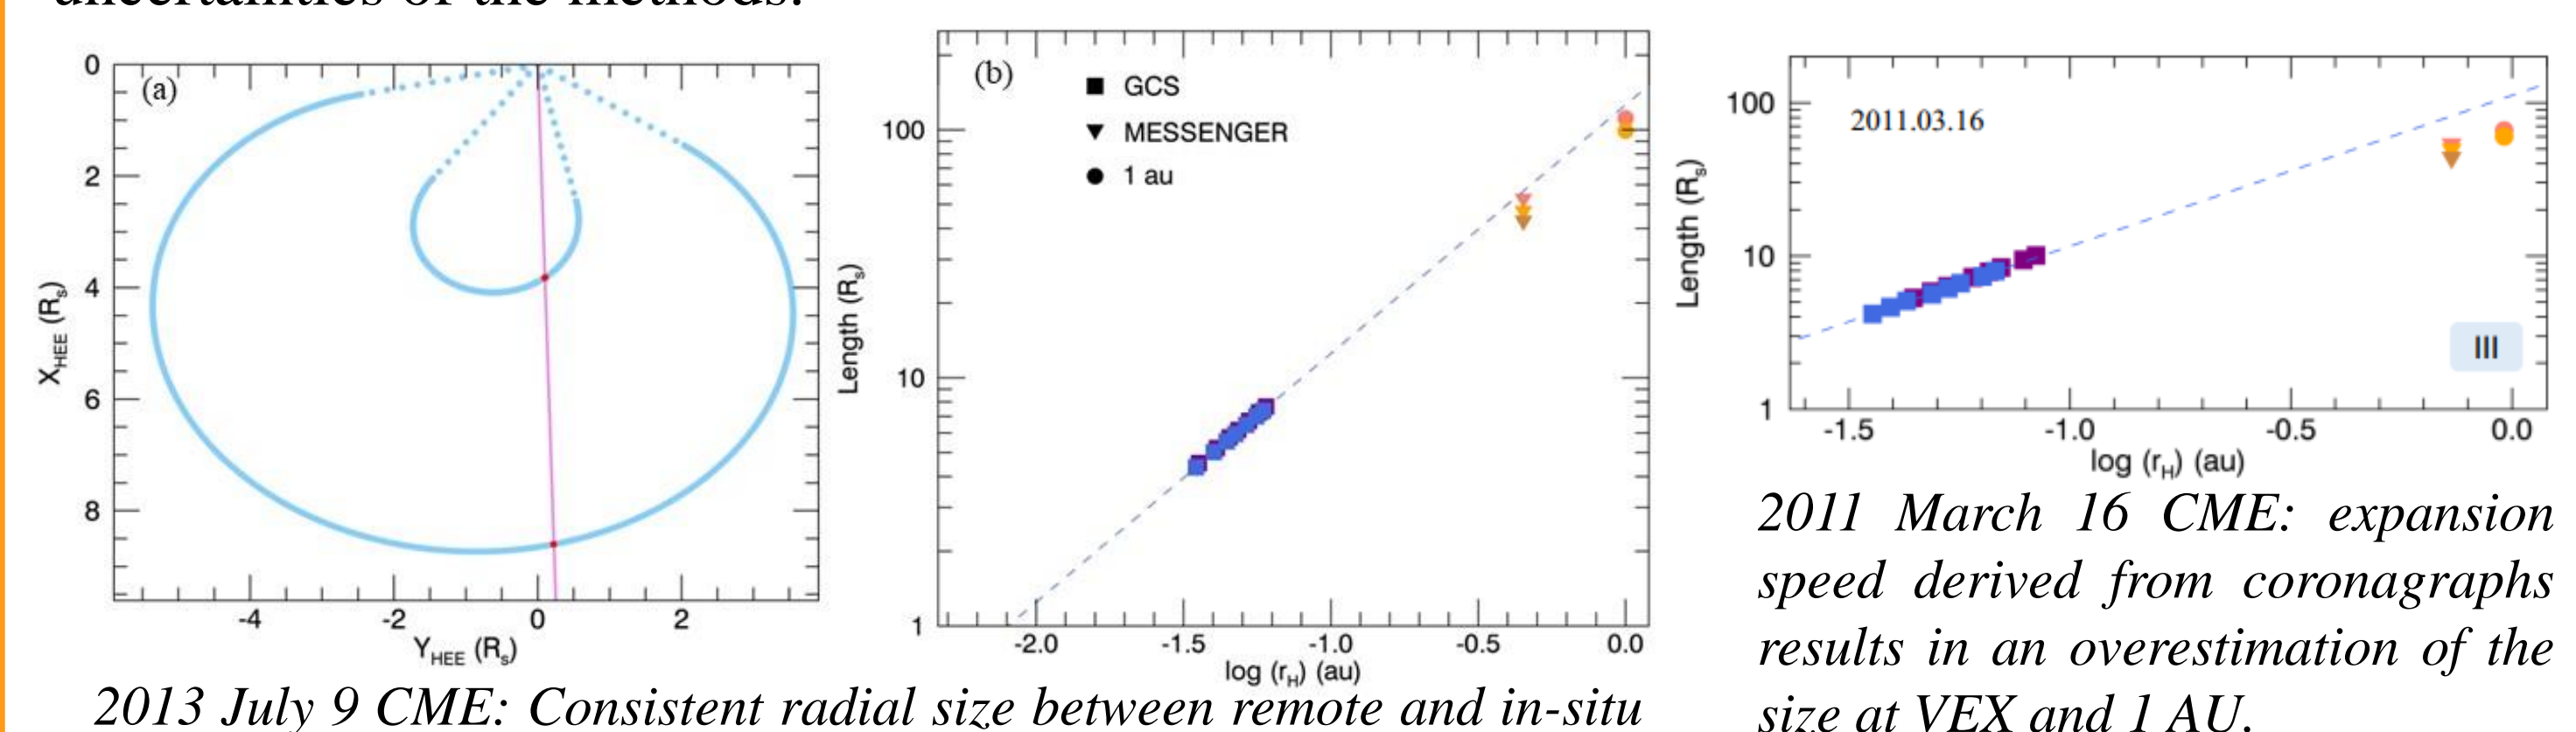 uncertainties of the methods.
(a)
0
2
4
6
8
X_HEE (R_s)
-4 -2 0 2
Y_HEE (R_s)
(b)
GCS
MESSENGER
1 au
100
10
1
Length (R_s)
-2.0 -1.5 -1.0 -0.5 0.0
log (r_H) (au)
2013 July 9 CME: Consistent radial size between remote and in-situ
2011.03.16
100
10
1
Length (R_s)
III
-1.5 -1.0 -0.5 0.0
log (r_H) (au)
2011 March 16 CME: expansion
speed derived from coronagraphs
results in an overestimation of the
size at VEX and 1 AU.